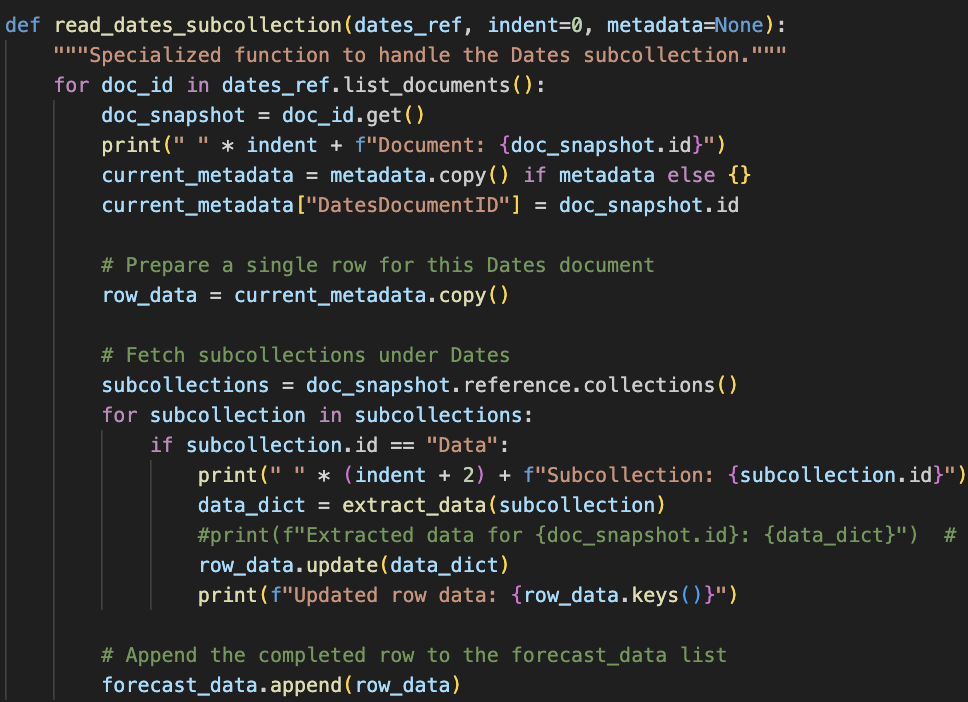 def read_dates_subcollection(dates_ref, indent=0, metadata=None):
    """Specialized function to handle the Dates subcollection."""
    for doc_id in dates_ref.list_documents():
        doc_snapshot = doc_id.get()
        print(" " * indent + f"Document: {doc_snapshot.id}")
        current_metadata = metadata.copy() if metadata else {}
        current_metadata["DatesDocumentID"] = doc_snapshot.id

        # Prepare a single row for this Dates document
        row_data = current_metadata.copy()

        # Fetch subcollections under Dates
        subcollections = doc_snapshot.reference.collections()
        for subcollection in subcollections:
            if subcollection.id == "Data":
                print(" " * (indent + 2) + f"Subcollection: {subcollection.id}")
                data_dict = extract_data(subcollection)
                #print(f"Extracted data for {doc_snapshot.id}: {data_dict}")  #
                row_data.update(data_dict)
                print(f"Updated row data: {row_data.keys()}")

        # Append the completed row to the forecast_data list
        forecast_data.append(row_data)